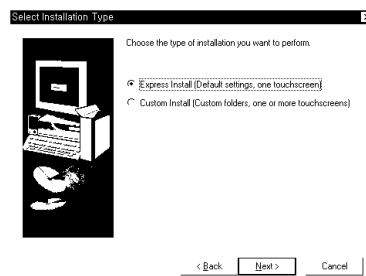 Select Installation Type
Choose the type of installation you want to perform.
Express Install (Default settings, one touchscreen)
Custom Install (Custom folders, one or more touchscreens)
< Back
Next >
Cancel